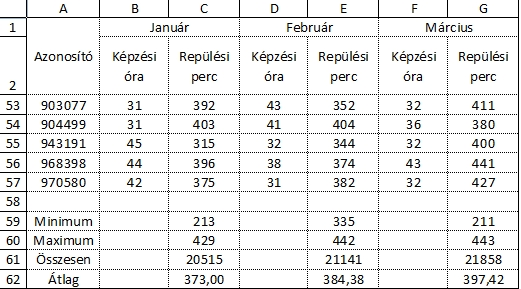 A B C D E F G
1 Január Február Március
2 Azonosító Képzési óra Repülési perc Képzési óra Repülési perc Képzési óra Repülési perc
53 903077 31 392 43 352 32 411
54 904499 31 403 41 404 36 380
55 943191 45 315 32 344 32 400
56 968398 44 396 38 374 43 441
57 970580 42 375 31 382 32 427
58
59 Minimum 213 335 211
60 Maximum 429 442 443
61 Összesen 20515 21141 21858
62 Átlag 373,00 384,38 397,42